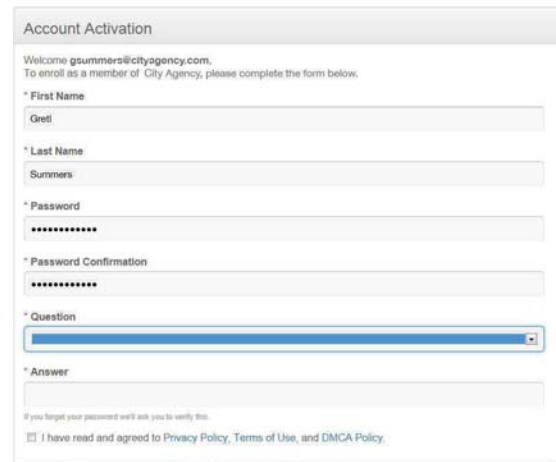 Account Activation
Welcome gsummers@cityagency.com,
To enroll as a member of City Agency, please complete the form below.
* First Name
Gretl
* Last Name
Summers
* Password
••••••••••••
* Password Confirmation
••••••••••••
* Question
* Answer
If you forget your password we'll ask you to verify this.
I have read and agreed to Privacy Policy, Terms of Use, and DMCA Policy.